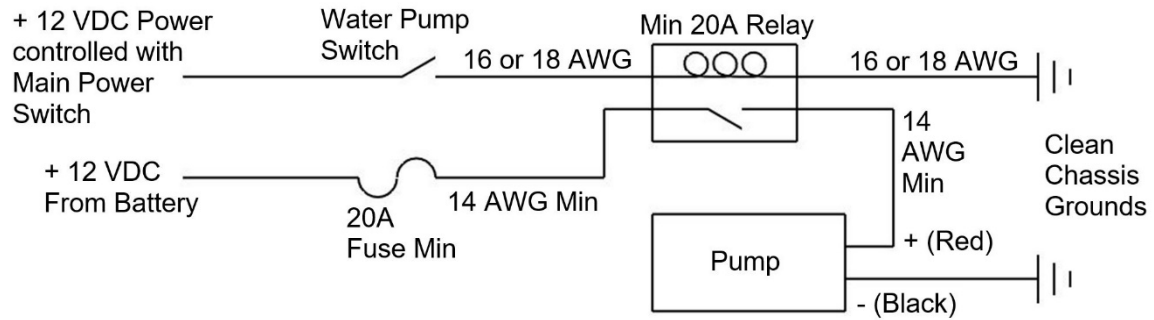 + 12 VDC Power
controlled with
Main Power
Switch
Water Pump
Switch
16 or 18 AWG
Min 20A Relay
16 or 18 AWG
+ 12 VDC
From Battery
20A
Fuse Min
14 AWG Min
14
AWG
Min
Clean
Chassis
Grounds
Pump
+ (Red)
- (Black)